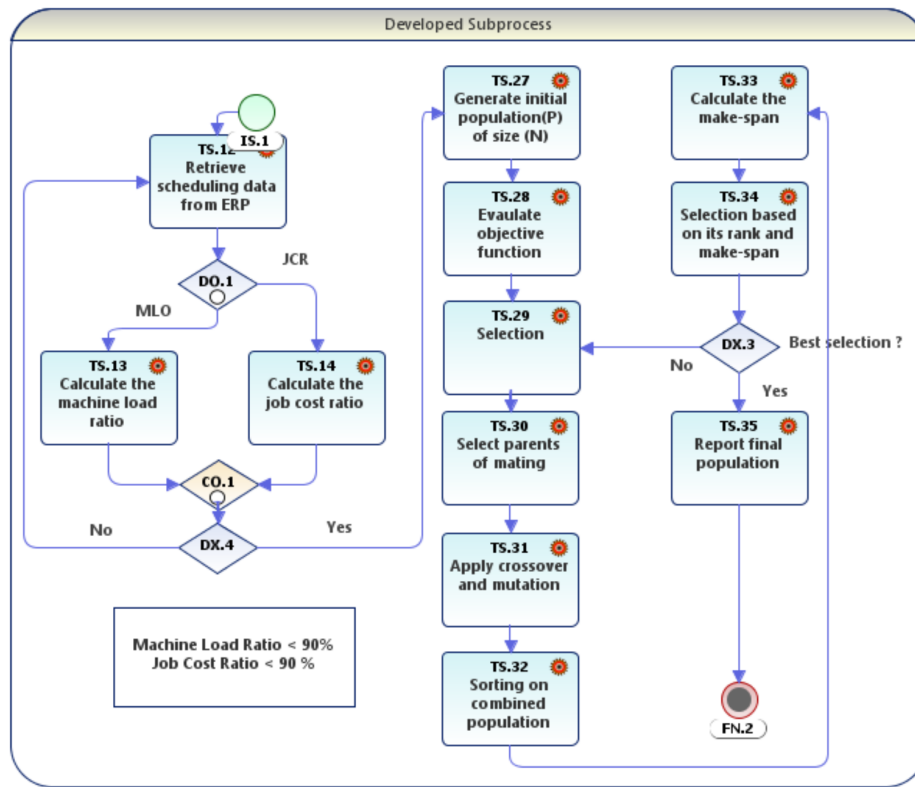 Developed Subprocess
IS.1
TS.12
Retrieve
scheduling data
from ERP
DO.1
JCR
MLO
TS.13
Calculate the
machine load
ratio
TS.14
Calculate the
job cost ratio
CO.1
DX.4
No
Yes
Machine Load Ratio < 90%
Job Cost Ratio < 90 %
TS.27
Generate initial
population(P)
of size (N)
TS.28
Evaulate
objective
function
TS.29
Selection
TS.30
Select parents
of mating
TS.31
Apply crossover
and mutation
TS.32
Sorting on
combined
population
TS.33
Calculate the
make-span
TS.34
Selection based
on its rank and
make-span
DX.3
Best selection ?
No
Yes
TS.35
Report final
population
FN.2